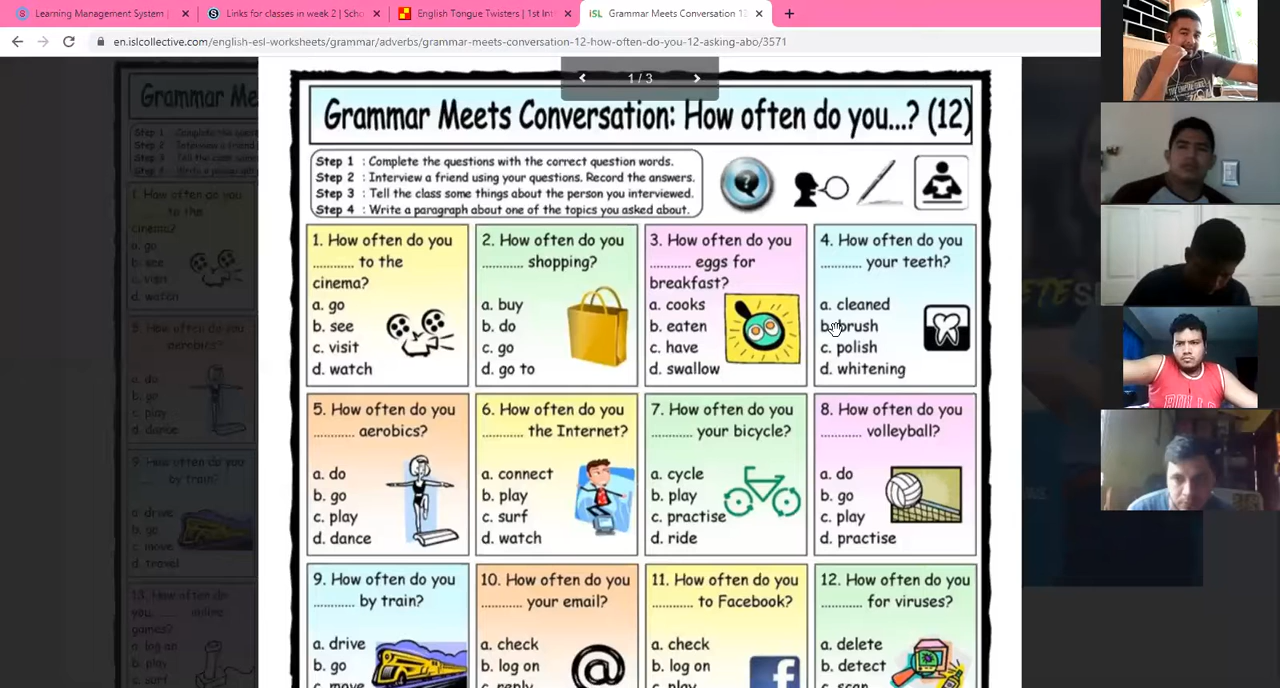 Learning Management System |
Links for classes in week 2 | Scho
English Tongue Twisters | 1st Int
iSL
Grammar Meets Conversation 12
en.islcollective.com/english-esl-worksheets/grammar/adverbs/grammar-meets-conversation-12-how-often-do-you-12-asking-abo/3571
1 / 3
Grammar Meets Conversation: How often do you...? (12)
Step 1 : Complete the questions with the correct question words.
Step 2 : Interview a friend using your questions. Record the answers.
Step 3 : Tell the class some things about the person you interviewed.
Step 4 : Write a paragraph about one of the topics you asked about.
1. How often do you
........... to the
cinema?
a. go
b. see
c. visit
d. watch
2. How often do you
........... shopping?
a. buy
b. do
c. go
d. go to
3. How often do you
........... eggs for
breakfast?
a. cooks
b. eaten
c. have
d. swallow
4. How often do you
........... your teeth?
a. cleaned
b. brush
c. polish
d. whitening
5. How often do you
........... aerobics?
a. do
b. go
c. play
d. dance
6. How often do you
........... the Internet?
a. connect
b. play
c. surf
d. watch
7. How often do you
........... your bicycle?
a. cycle
b. play
c. practise
d. ride
8. How often do you
........... volleyball?
a. do
b. go
c. play
d. practise
9. How often do you
........... by train?
a. drive
b. go
c. move
10. How often do you
........... your email?
a. check
b. log on
c. reply
11. How often do you
........... to Facebook?
a. check
b. log on
c. play
12. How often do you
........... for viruses?
a. delete
b. detect
c. scan
BULLS